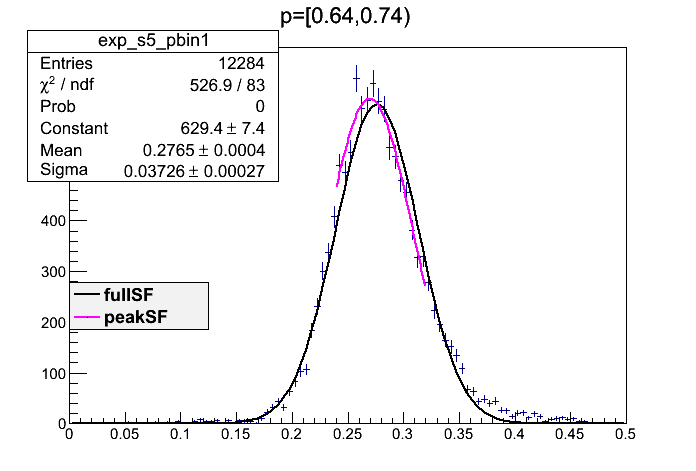 p=[0.64,0.74)
exp_s5_pbin1
Entries 12284
χ² / ndf 526.9 / 83
Prob 0
Constant 629.4 ± 7.4
Mean 0.2765 ± 0.0004
Sigma 0.03726 ± 0.00027
400
300
fullSF
peakSF
200
100
0
0 0.05 0.1 0.15 0.2 0.25 0.3 0.35 0.4 0.45 0.5